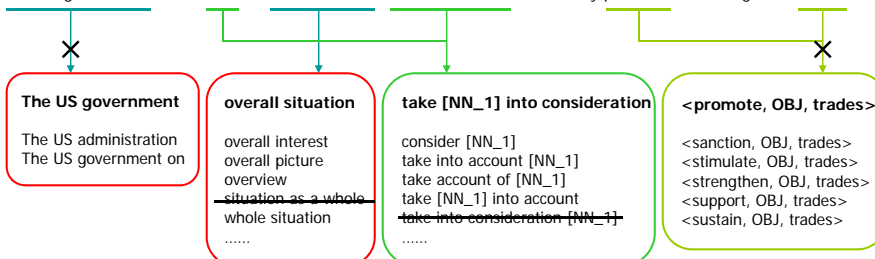 The US government
The US administration
The US government on
overall situation
overall interest
overall picture
overview
situation as a whole
whole situation
......
take [NN_1] into consideration
consider [NN_1]
take into account [NN_1]
take account of [NN_1]
take [NN_1] into account
take into consideration [NN_1]
......
<promote, OBJ, trades>
<sanction, OBJ, trades>
<stimulate, OBJ, trades>
<strengthen, OBJ, trades>
<support, OBJ, trades>
<sustain, OBJ, trades>